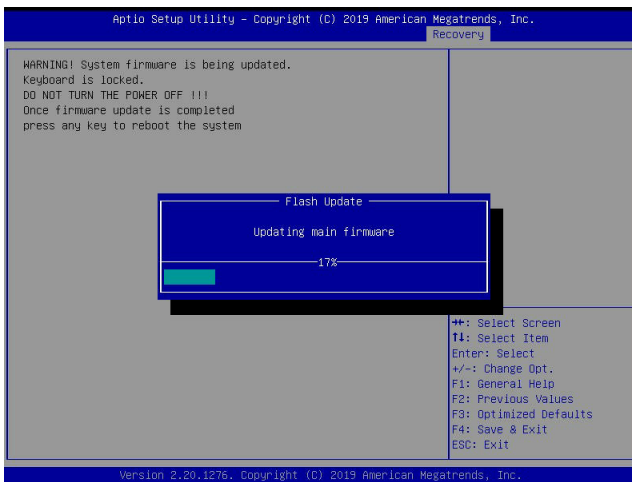 Aptio Setup Utility – Copyright (C) 2019 American Megatrends, Inc.
Recovery
WARNING! System firmware is being updated.
Keyboard is locked.
DO NOT TURN THE POWER OFF !!!
Once firmware update is completed
press any key to reboot the system
Flash Update
Updating main firmware
17%
→←: Select Screen
↑↓: Select Item
Enter: Select
+/-: Change Opt.
F1: General Help
F2: Previous Values
F3: Optimized Defaults
F4: Save & Exit
ESC: Exit
Version 2.20.1276. Copyright (C) 2019 American Megatrends, Inc.